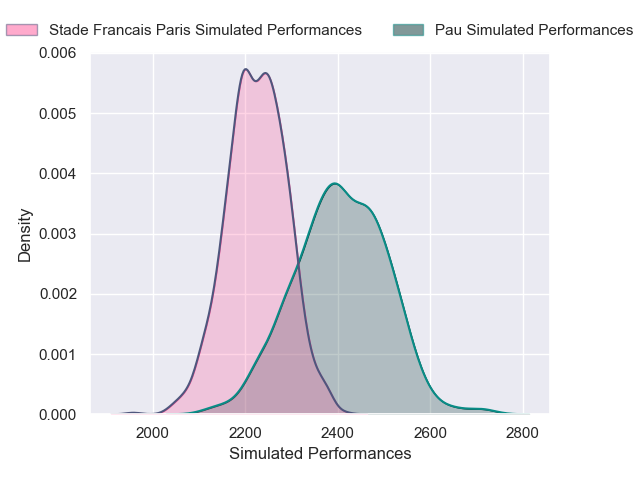 Stade Francais Paris Simulated Performances
Pau Simulated Performances
0.006
0.005
0.004
0.003
0.002
0.001
0.000
Density
2000 2200 2400 2600 2800
Simulated Performances